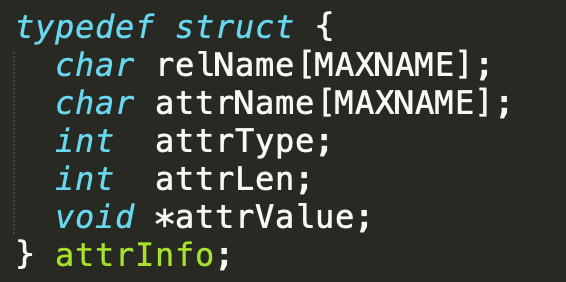 typedef struct {
  char relName[MAXNAME];
  char attrName[MAXNAME];
  int  attrType;
  int  attrLen;
  void *attrValue;
} attrInfo;